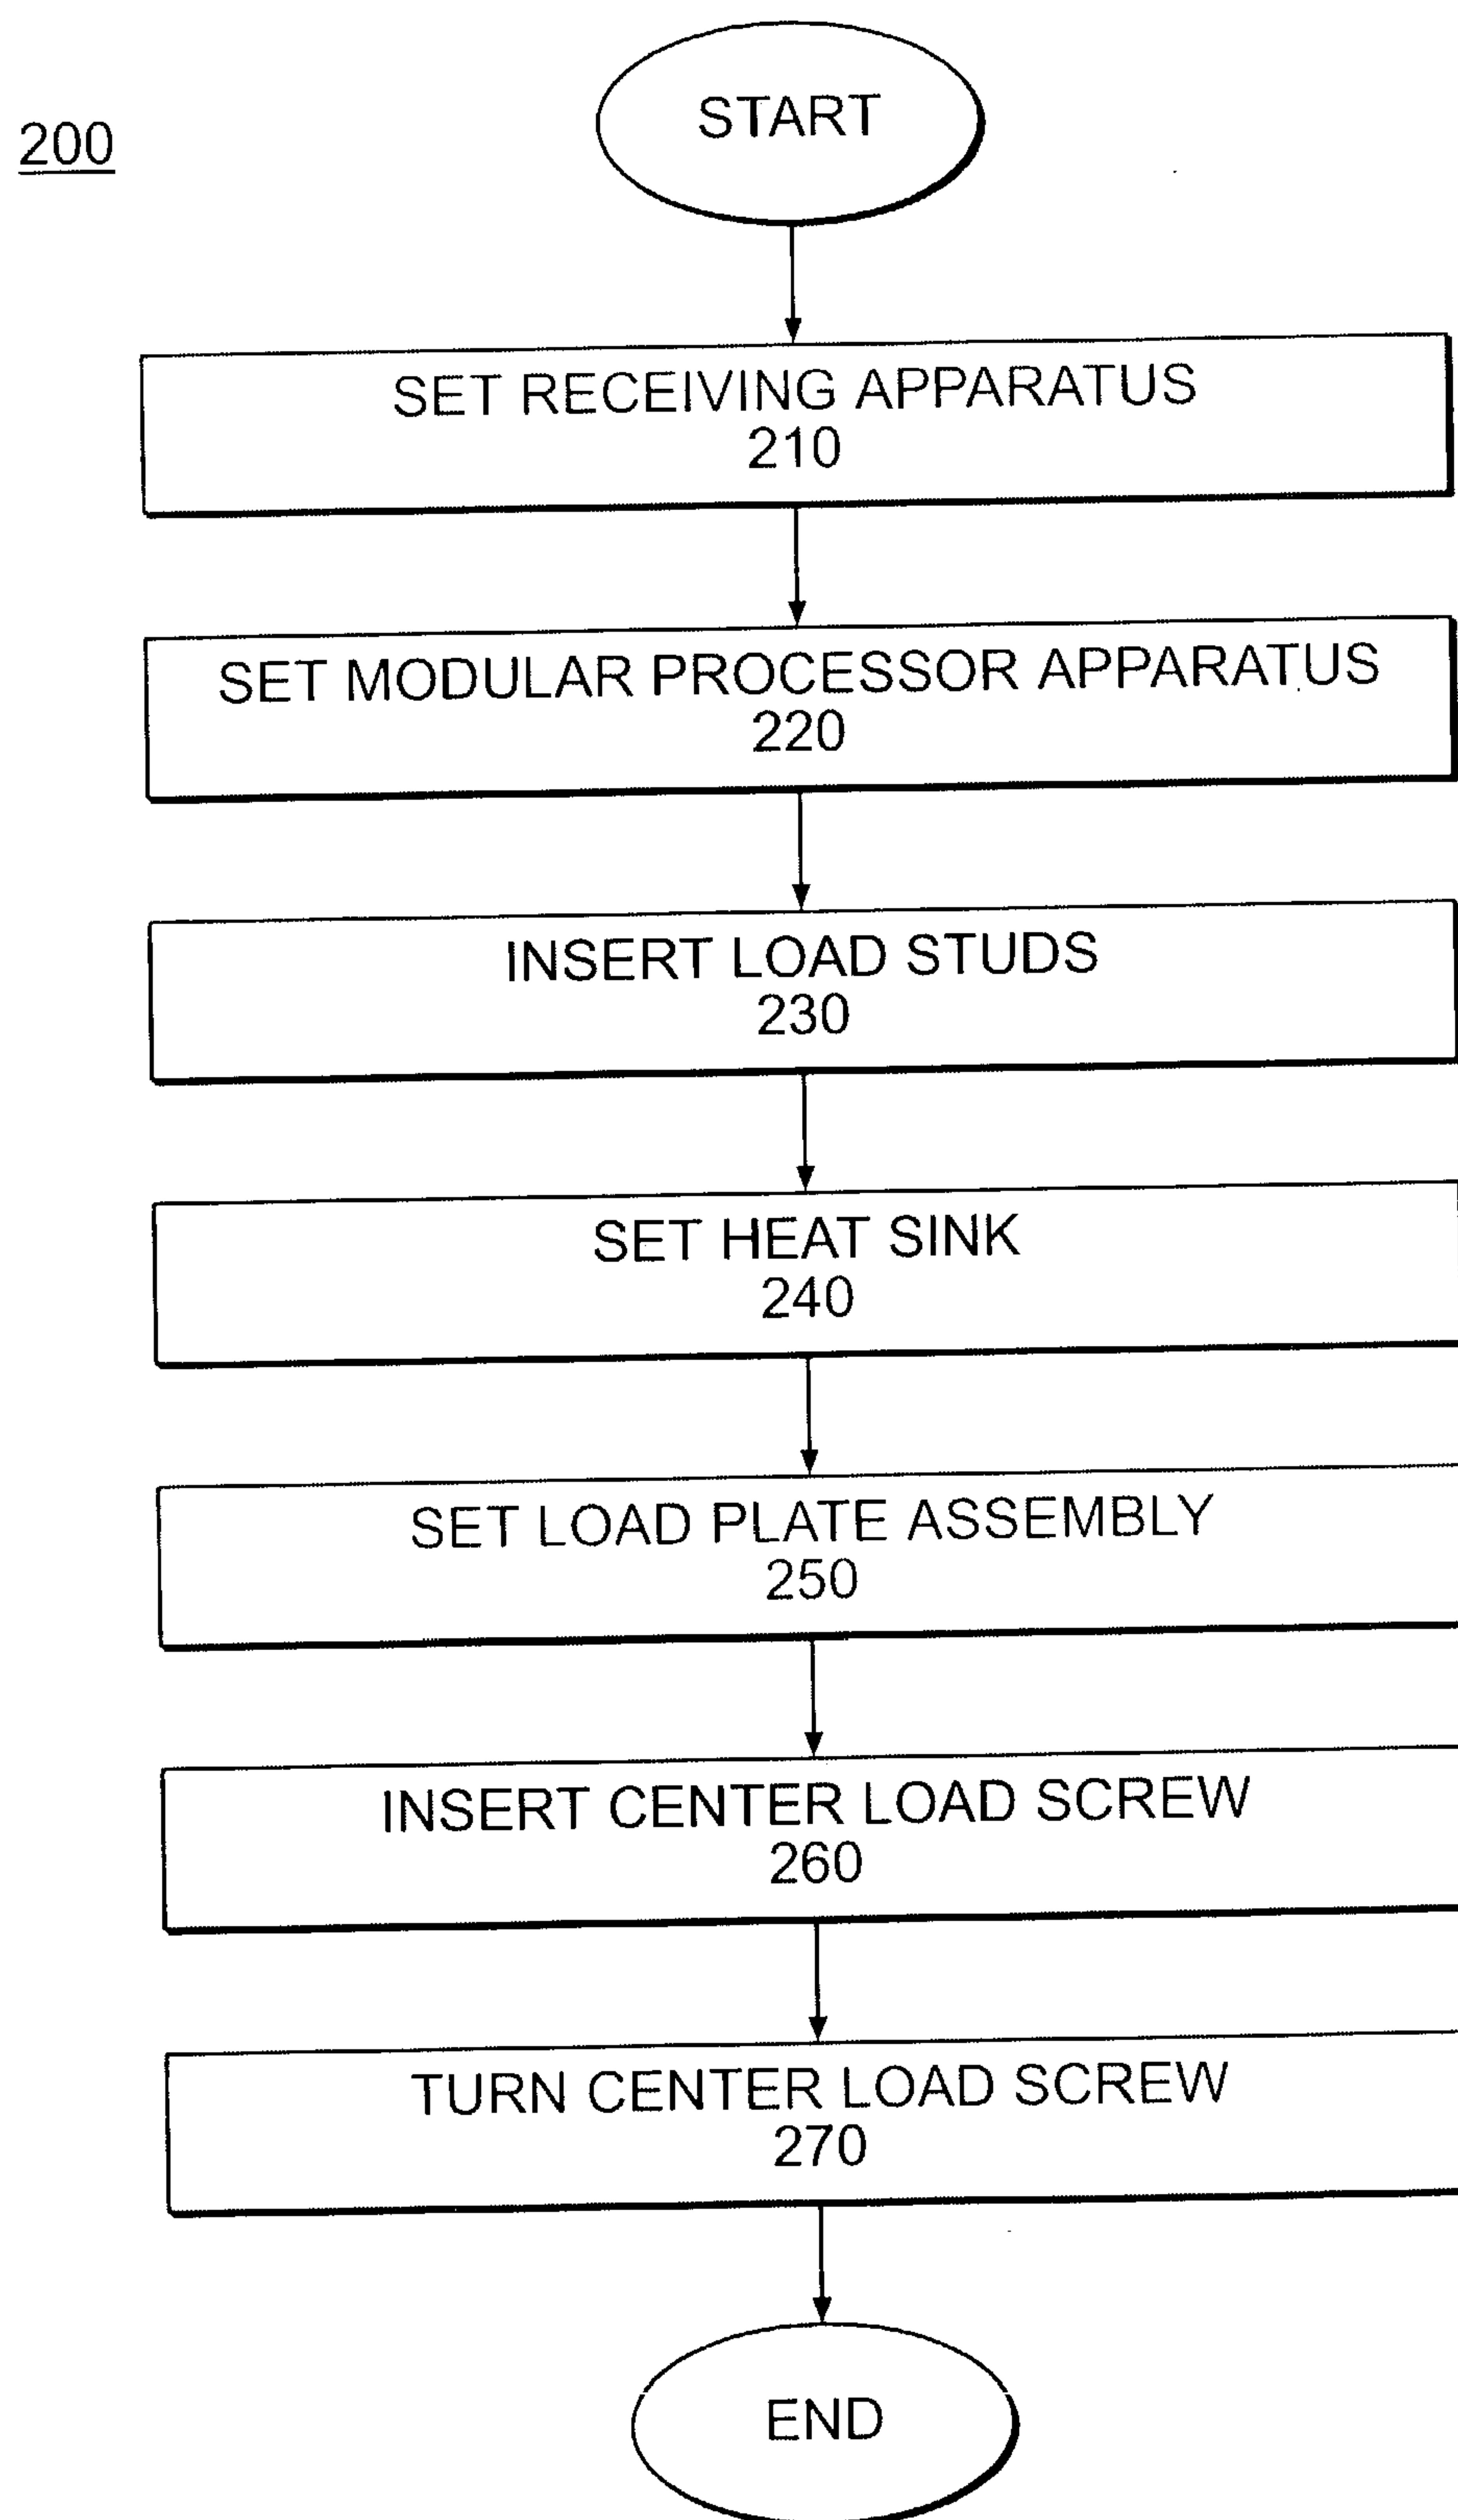 200
START
SET RECEIVING APPARATUS
210
SET MODULAR PROCESSOR APPARATUS
220
INSERT LOAD STUDS
230
SET HEAT SINK
240
SET LOAD PLATE ASSEMBLY
250
INSERT CENTER LOAD SCREW
260
TURN CENTER LOAD SCREW
270
END